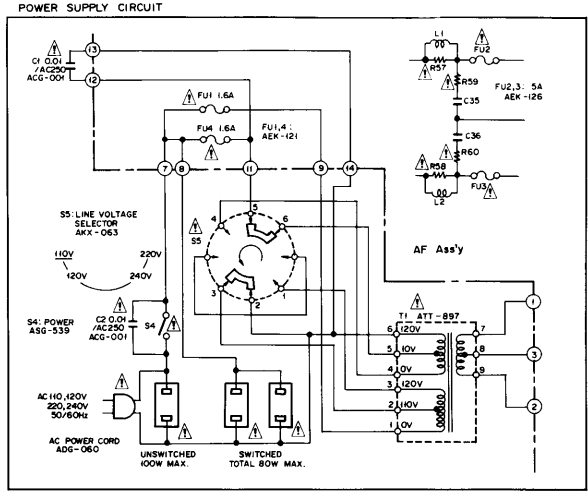 POWER SUPPLY CIRCUIT
C1 0.01
/AC250
ACG-001
13
12
FU1 1.6A
FU4 1.6A
FU1,4:
AEK-121
7
8
11
9
14
L1
R57
FU2
R59
C35
FU2,3: 5A
AEK-126
C36
R60
R58
L2
FU3
S5: LINE VOLTAGE
SELECTOR
AKX-063
110V
120V
220V
240V
S5
4
5
6
3
2
1
AF Ass'y
S4: POWER
ASG-539
C2 0.01
/AC250
ACG-001
S4
T1 ATT-897
6 120V
5 10V
4 0V
3 120V
2 110V
1 0V
7
8
9
1
3
2
AC110,120V
220,240V
50/60Hz
AC POWER CORD
ADG-060
UNSWITCHED
100W MAX.
SWITCHED
TOTAL 80W MAX.